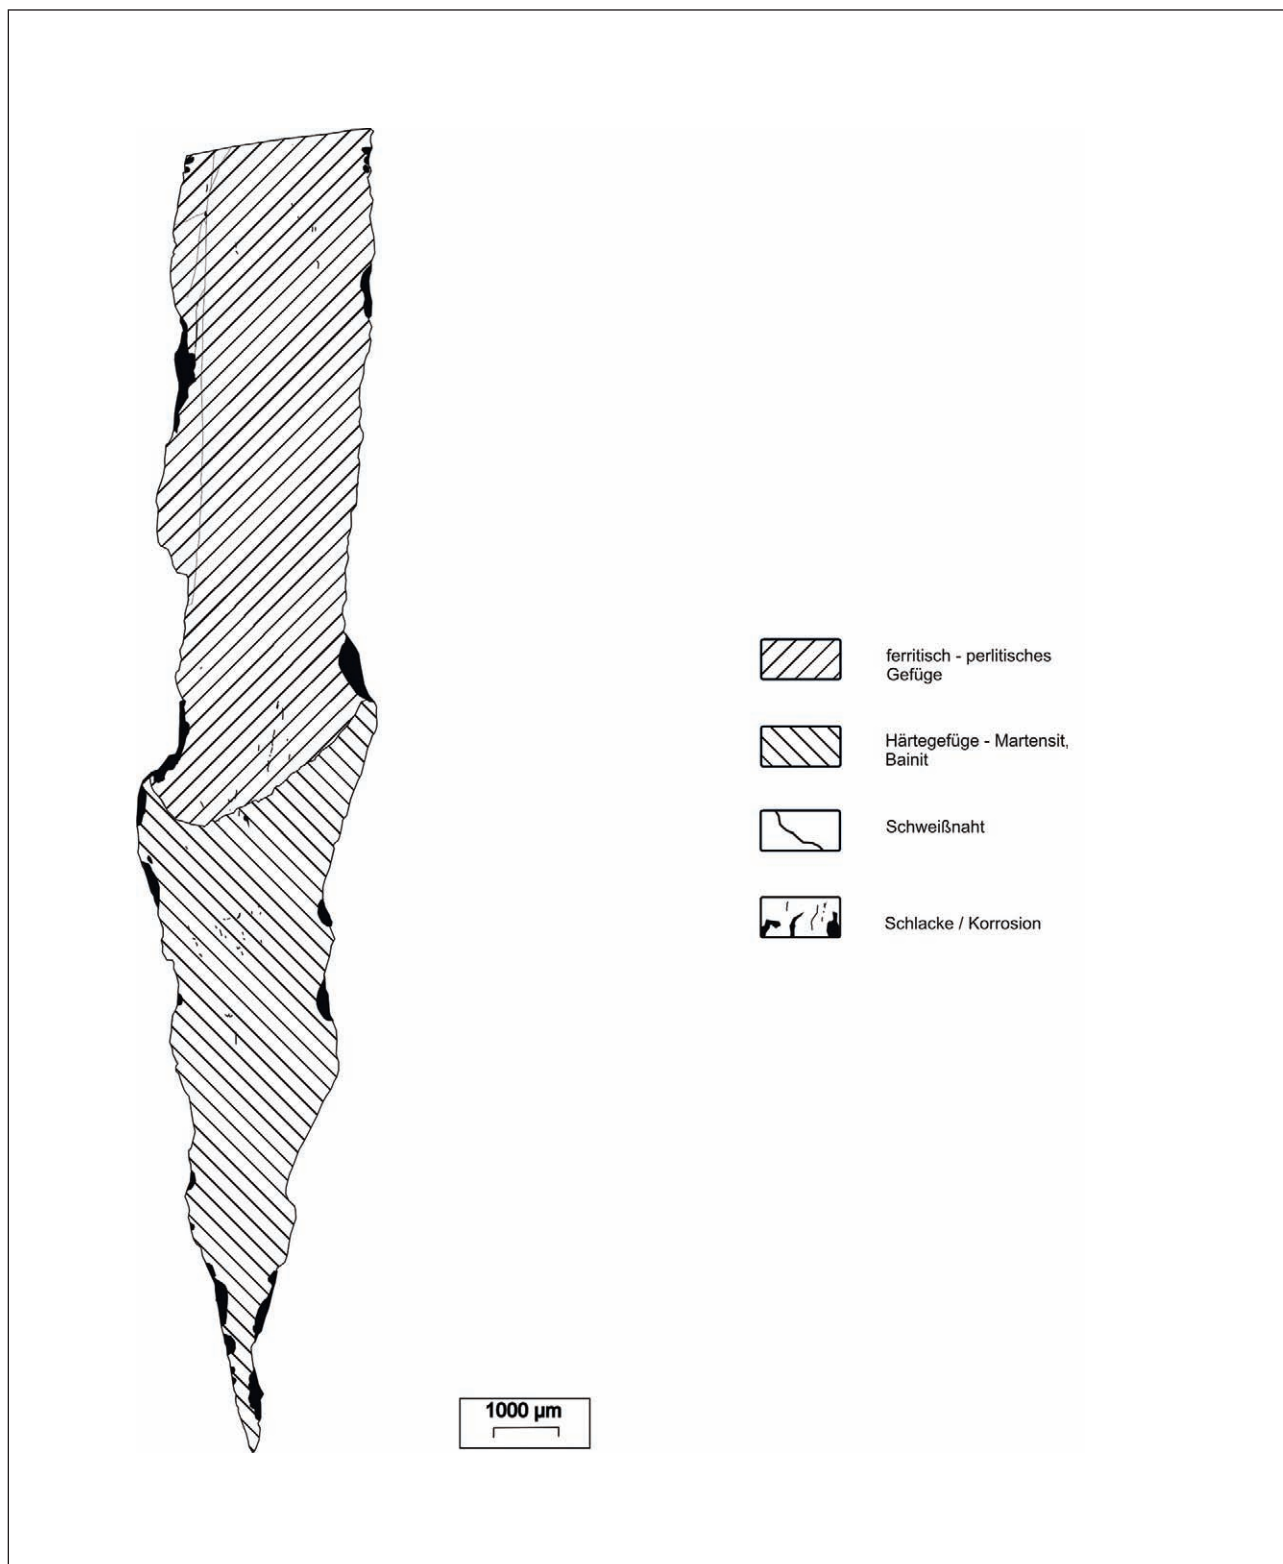 ferritisch - perlitisches
Gefüge
Härtegefüge - Martensit,
Bainit
Schweißnaht
Schlacke / Korrosion
1000 µm